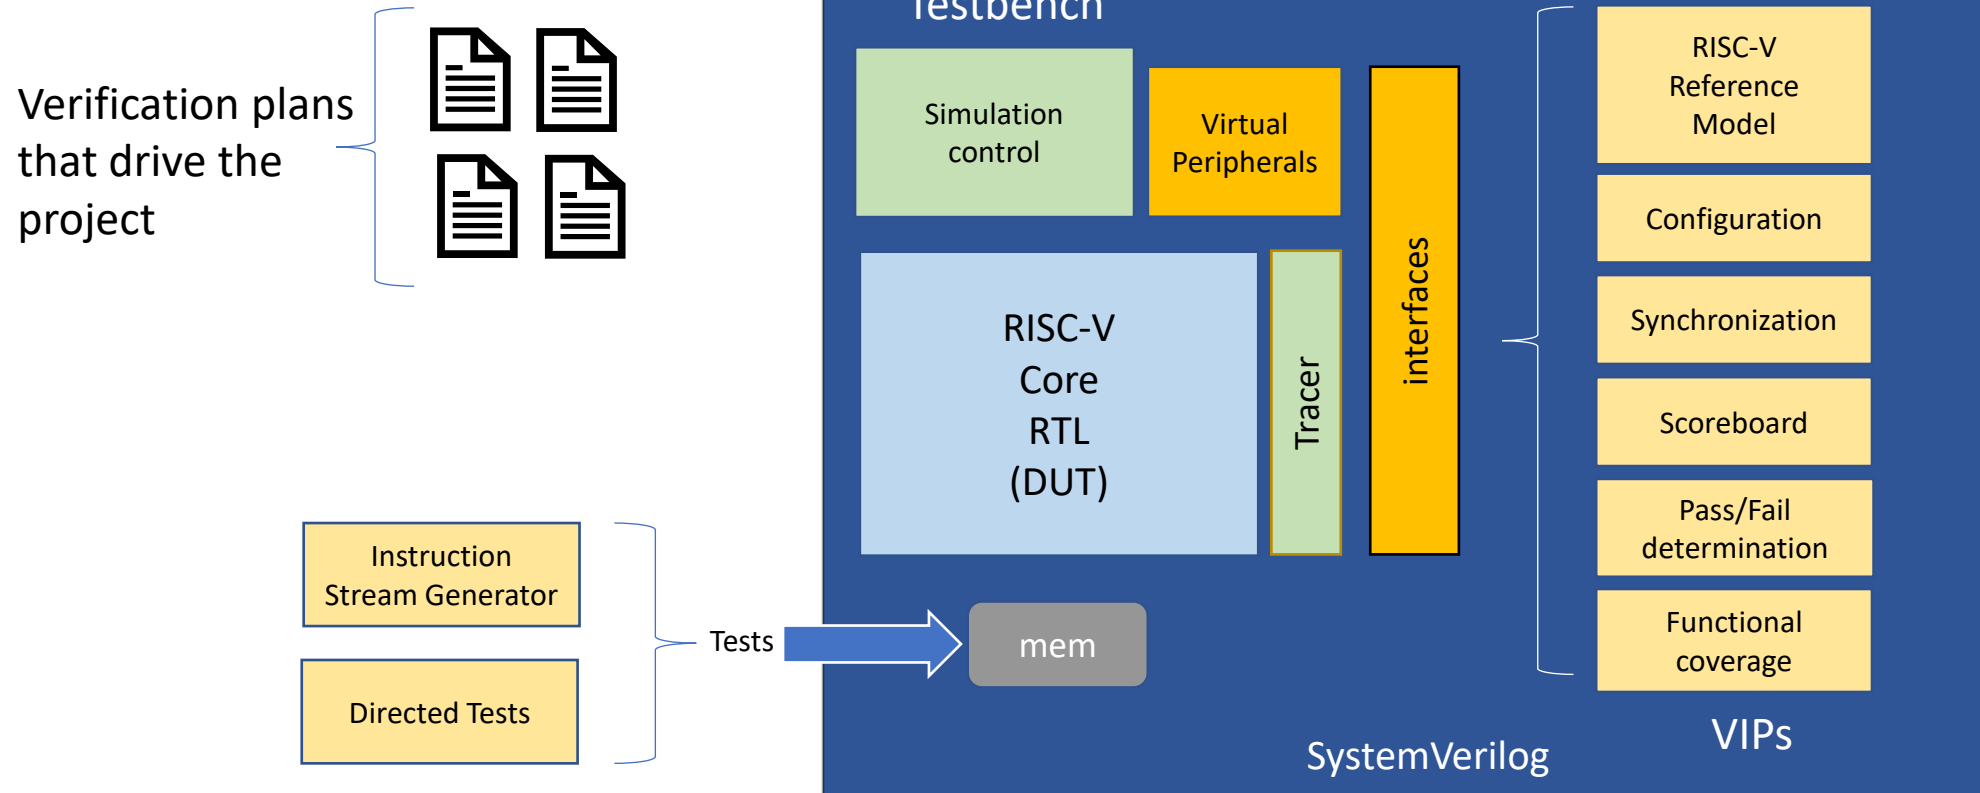 Verification plans
that drive the
project
Instruction
Stream Generator
Directed Tests
Tests
Testbench
Simulation
control
Virtual
Peripherals
RISC-V
Core
RTL
(DUT)
Tracer
interfaces
mem
SystemVerilog
RISC-V
Reference
Model
Configuration
Synchronization
Scoreboard
Pass/Fail
determination
Functional
coverage
VIPs